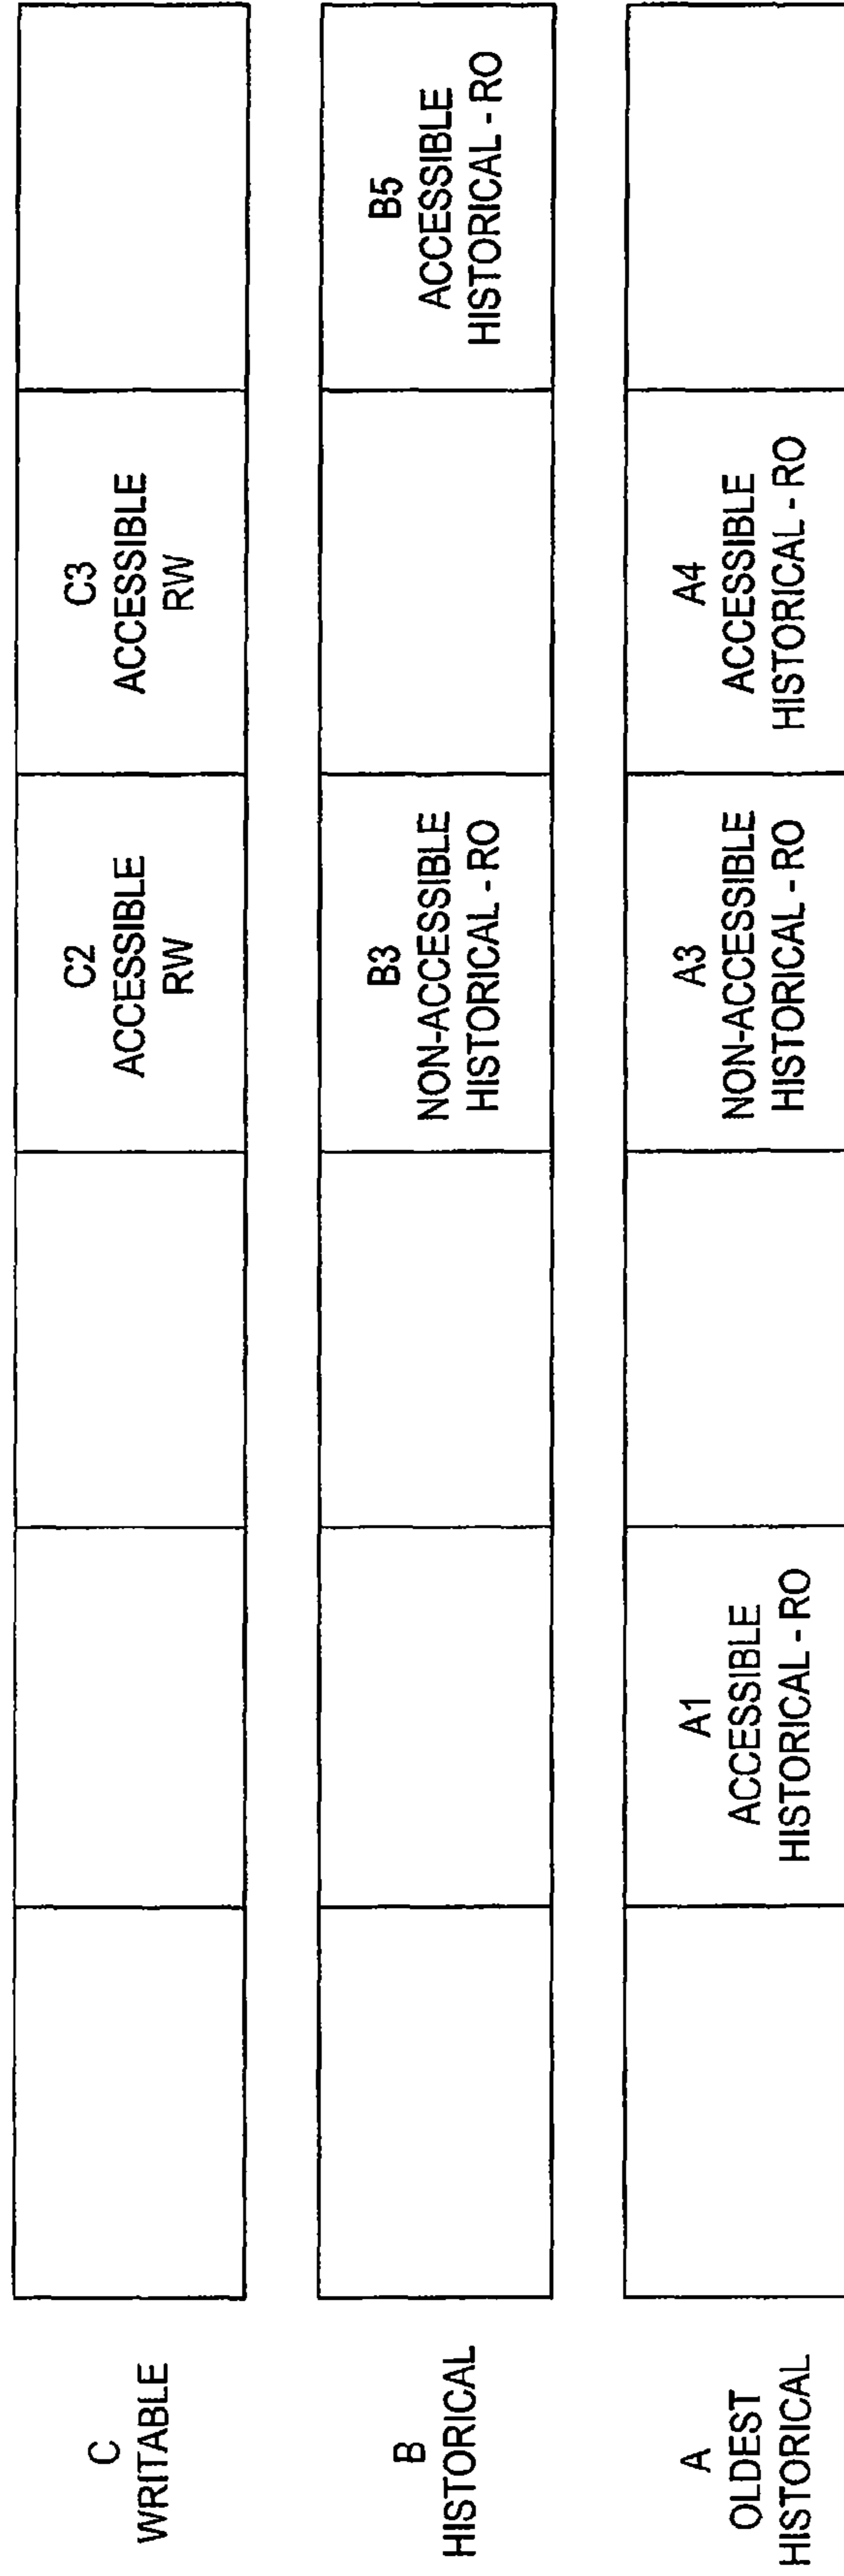 C
WRITABLE
C2
ACCESSIBLE
RW
C3
ACCESSIBLE
RW
B
HISTORICAL
B3
NON-ACCESSIBLE
HISTORICAL - RO
B5
ACCESSIBLE
HISTORICAL - RO
A
OLDEST
HISTORICAL
A1
ACCESSIBLE
HISTORICAL - RO
A3
NON-ACCESSIBLE
HISTORICAL - RO
A4
ACCESSIBLE
HISTORICAL - RO